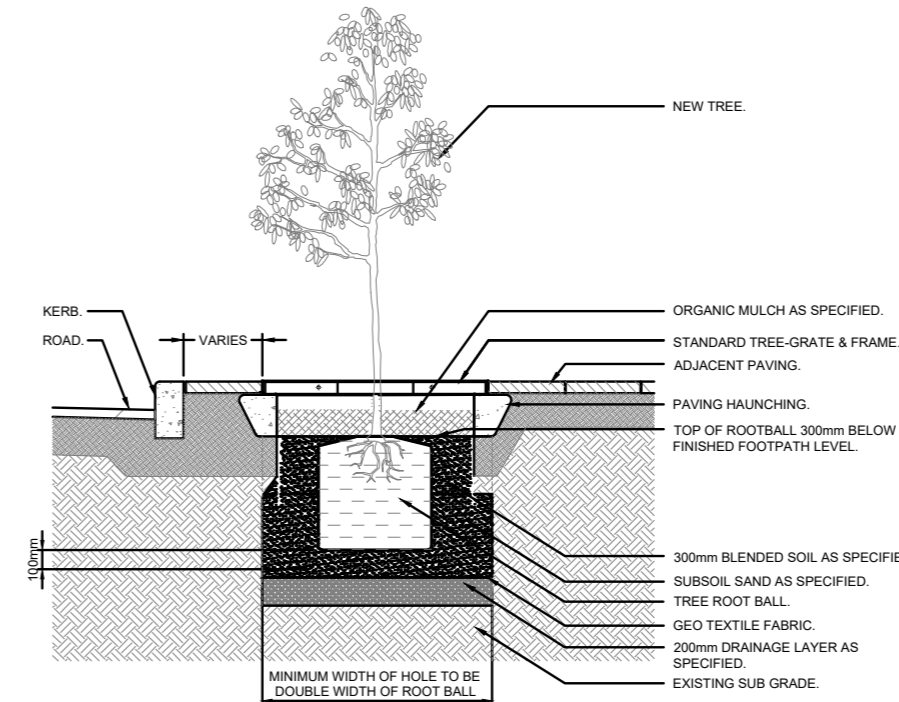 NEW TREE.
KERB.
ROAD.
VARIES
ORGANIC MULCH AS SPECIFIED.
STANDARD TREE-GRATE & FRAME.
ADJACENT PAVING.
PAVING HAUNCHING.
TOP OF ROOTBALL 300mm BELOW
FINISHED FOOTPATH LEVEL.
100mm
300mm BLENDED SOIL AS SPECIFIE
SUBSOIL SAND AS SPECIFIED.
TREE ROOT BALL.
GEO TEXTILE FABRIC.
200mm DRAINAGE LAYER AS
SPECIFIED.
EXISTING SUB GRADE.
MINIMUM WIDTH OF HOLE TO BE
DOUBLE WIDTH OF ROOT BALL